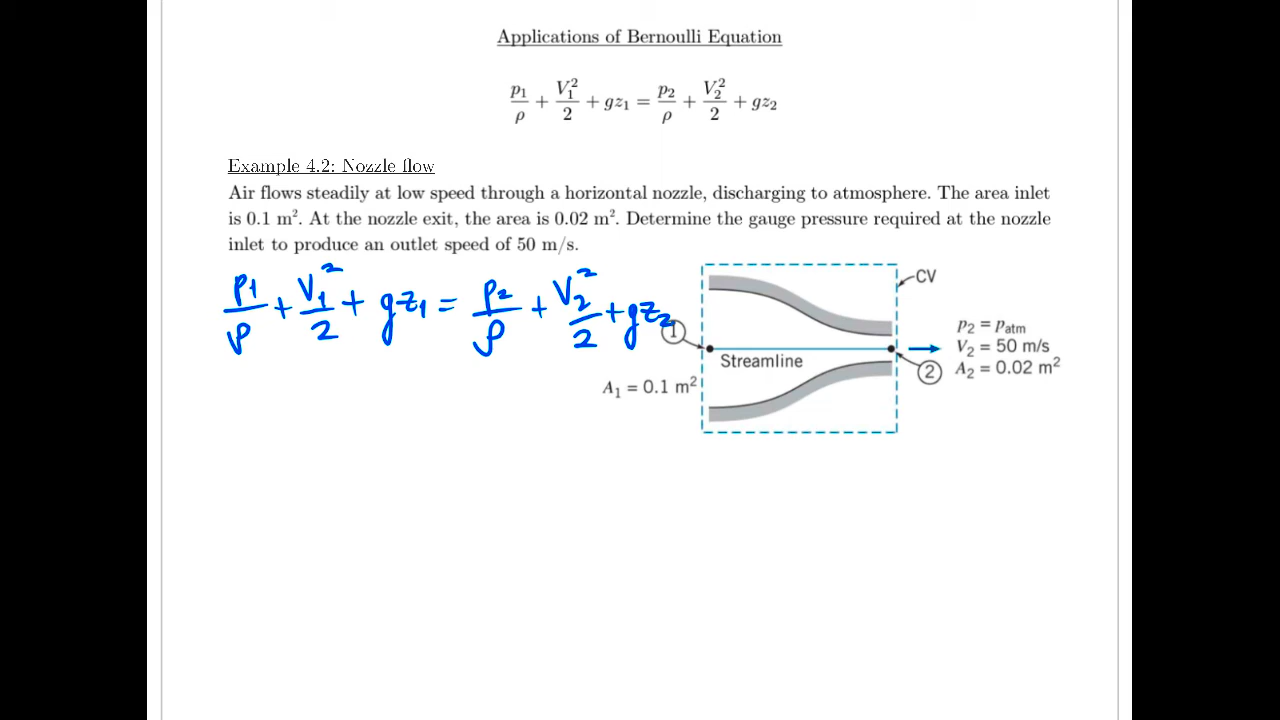 Applications of Bernoulli Equation
p₁/ρ + V₁²/2 + gz₁ = p₂/ρ + V₂²/2 + gz₂
Example 4.2: Nozzle flow
Air flows steadily at low speed through a horizontal nozzle, discharging to atmosphere. The area inlet
is 0.1 m². At the nozzle exit, the area is 0.02 m². Determine the gauge pressure required at the nozzle
inlet to produce an outlet speed of 50 m/s.
p₁/ρ + V₁²/2 + gz₁ = p₂/ρ + V₂²/2 + gz₂
CV
①
Streamline
A₁ = 0.1 m²
②
p₂ = pₐₜₘ
V₂ = 50 m/s
A₂ = 0.02 m²